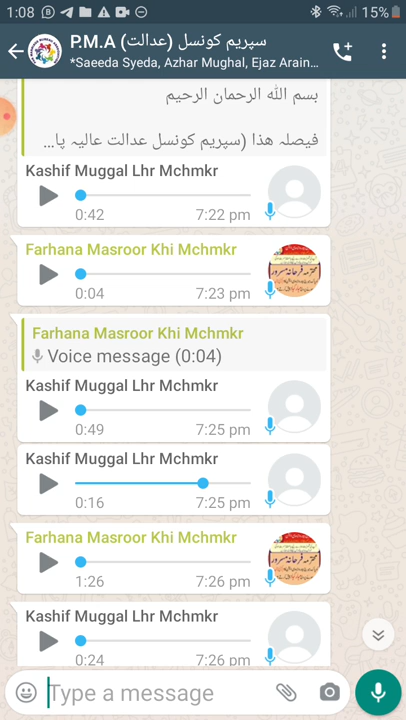 1:08
15%
P.M.A سپریم کونسل (عدالت)
*Saeeda Syeda, Azhar Mughal, Ejaz Arain...
بسم الله الرحمان الرحیم
فیصلہ ھذا (سپریم کونسل عدالت عالیہ پا...
Kashif Muggal Lhr Mchmkr
0:42 7:22 pm
Farhana Masroor Khi Mchmkr
0:04 7:23 pm
Farhana Masroor Khi Mchmkr
Voice message (0:04)
Kashif Muggal Lhr Mchmkr
0:49 7:25 pm
Kashif Muggal Lhr Mchmkr
0:16 7:25 pm
Farhana Masroor Khi Mchmkr
1:26 7:26 pm
Kashif Muggal Lhr Mchmkr
0:24 7:26 pm
Type a message